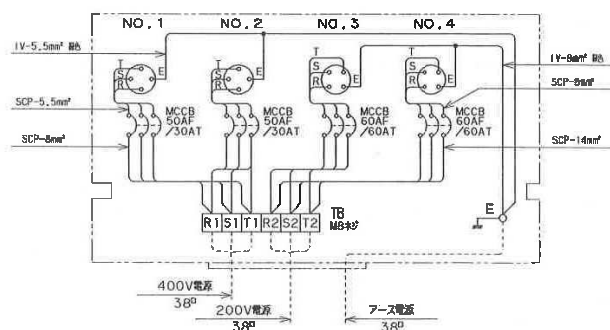 NO.1 NO.2 NO.3 NO.4
IV-5.5mm² 緑色
T S R E
T S R E
T S R E
T S R E
IV-8mm² 緑色
SCP-8mm²
SCP-5.5mm²
SCP-8mm²
MCCB
50AF
/30AT
MCCB
50AF
/30AT
MCCB
60AF
/60AT
MCCB
60AF
/60AT
SCP-14mm²
R1 S1 T1 R2 S2 T2
TB
M8ネジ
E
400V電源
38□
200V電源
38□
アース電源
38□